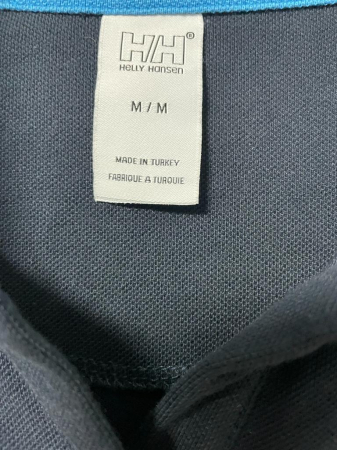 H/H®
HELLY HANSEN
M / M
MADE IN TURKEY
FABRIQUE A TURQUIE